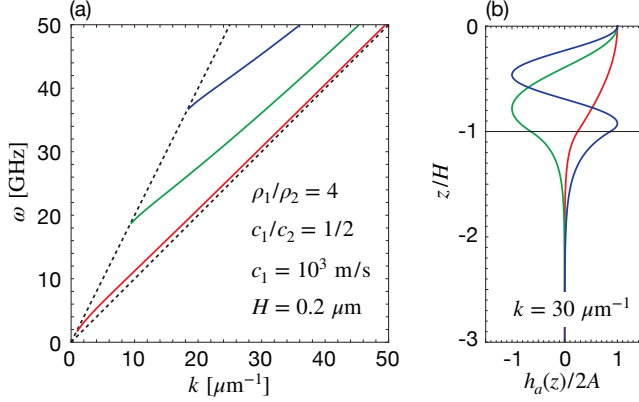 (a)
50
40
30
20
10
0
ω [GHz]
0 10 20 30 40 50
k [μm⁻¹]
ρ₁/ρ₂ = 4
c₁/c₂ = 1/2
c₁ = 10³ m/s
H = 0.2 μm
(b)
0
-1
-2
-3
z/H
k = 30 μm⁻¹
-1 0 1
hₐ(z)/2A